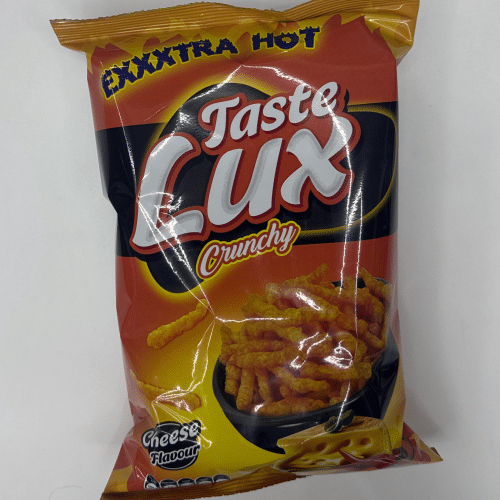 EXXXTRA HOT
Taste
Lux
Crunchy
Cheese
Flavour